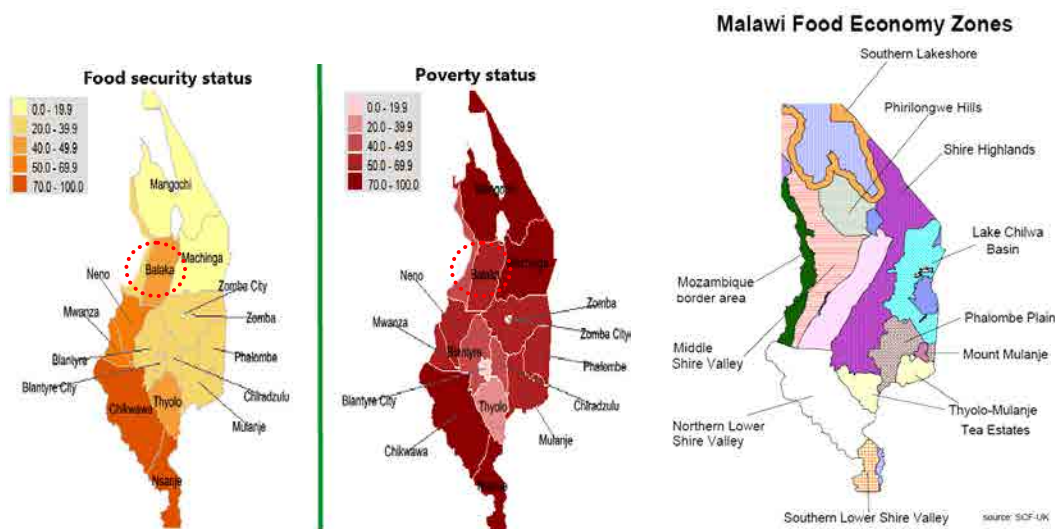 Food security status
0.0 - 19.9
20.0 - 39.9
40.0 - 49.9
50.0 - 69.9
70.0 - 100.0
Mangochi
Machinga
Balaka
Neno
Zomba City
Mwanza
Zomba
Blantyre
Phalombe
Blantyre City
Chikwawa
Thyolo
Chiradzulu
Mulanje
Nsanje
Poverty status
0.0 - 19.9
20.0 - 39.9
40.0 - 49.9
50.0 - 69.9
70.0 - 100.0
Mangochi
Machinga
Balaka
Neno
Zomba
Mwanza
Zomba City
Blantyre
Phalombe
Blantyre City
Chiradzulu
Thyolo
Mulanje
Chikwawa
Malawi Food Economy Zones
Southern Lakeshore
Phirilongwe Hills
Shire Highlands
Lake Chilwa
Basin
Mozambique
border area
Phalombe Plain
Middle
Shire Valley
Mount Mulanje
Thyolo-Mulanje
Tea Estates
Northern Lower
Shire Valley
Southern Lower Shire Valley
source: SCF-UK